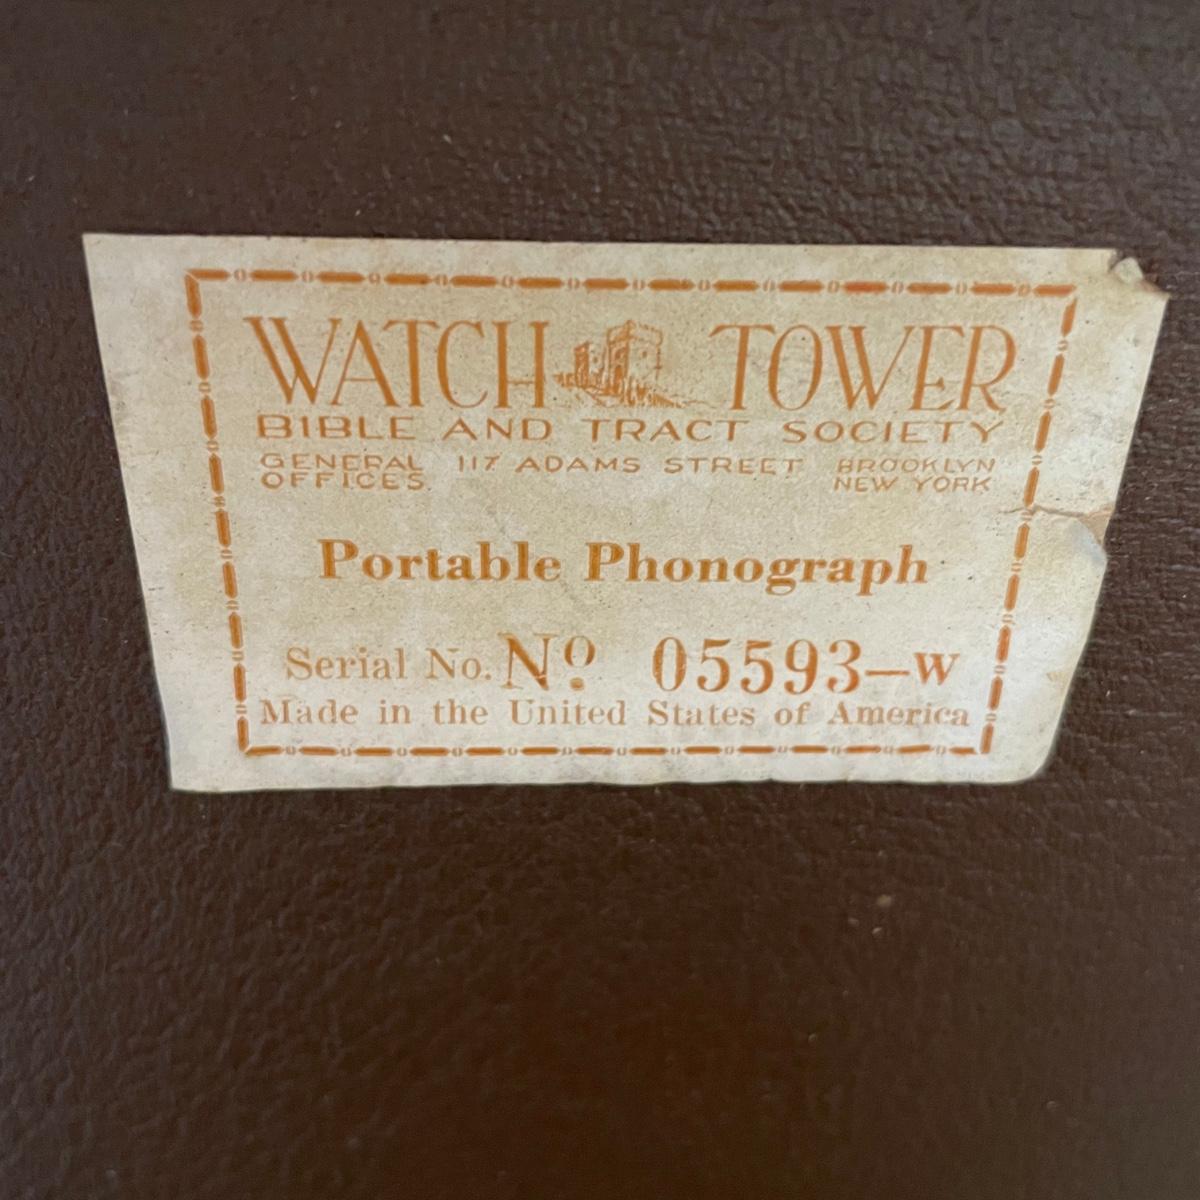 WATCH TOWER
BIBLE AND TRACT SOCIETY
GENERAL OFFICES 117 ADAMS STREET BROOKLYN NEW YORK
Portable Phonograph
Serial No. Nº 05593-W
Made in the United States of America